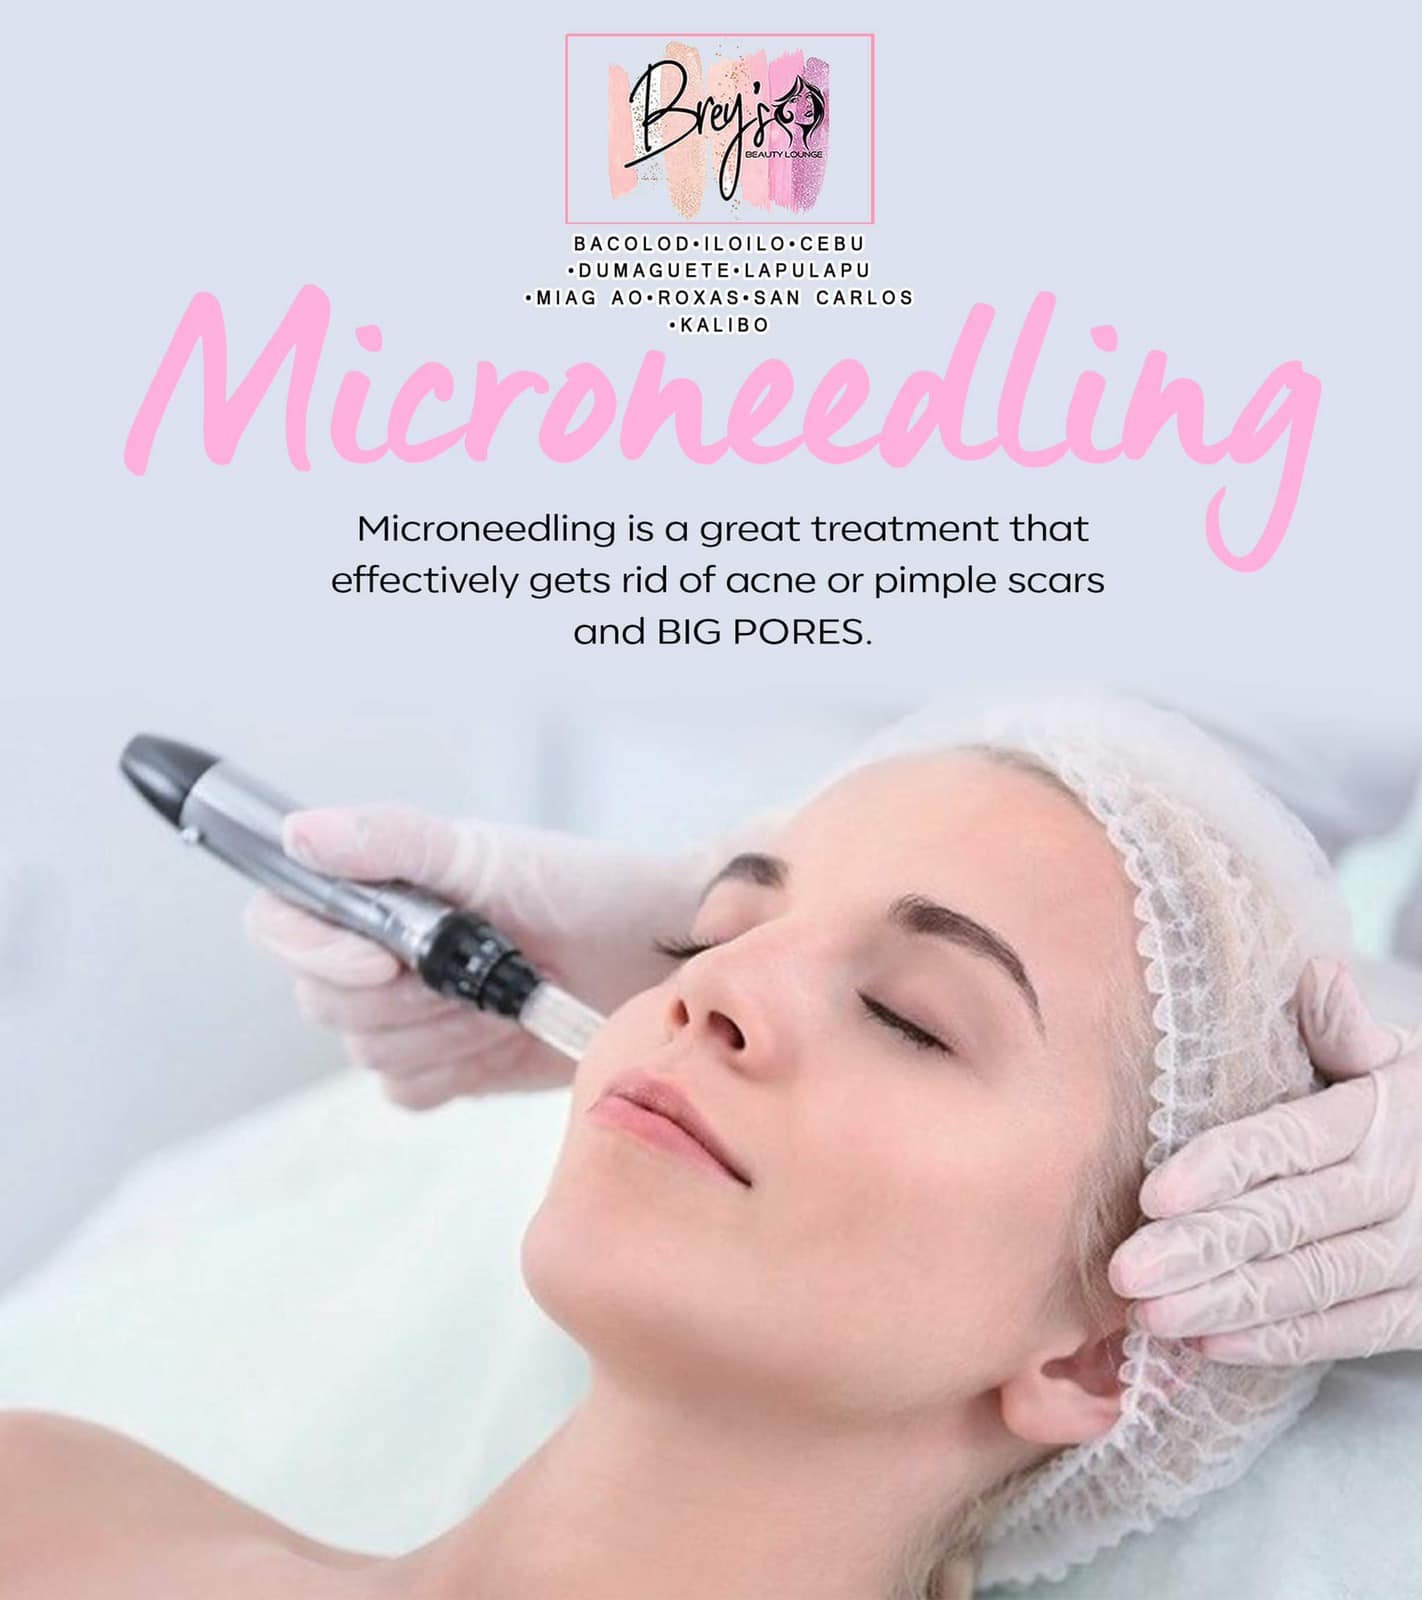 Brey's
BEAUTY LOUNGE
BACOLOD•ILOILO•CEBU
•DUMAGUETE•LAPULAPU
•MIAG AO•ROXAS•SAN CARLOS
•KALIBO
Microneedling
Microneedling is a great treatment that
effectively gets rid of acne or pimple scars
and BIG PORES.